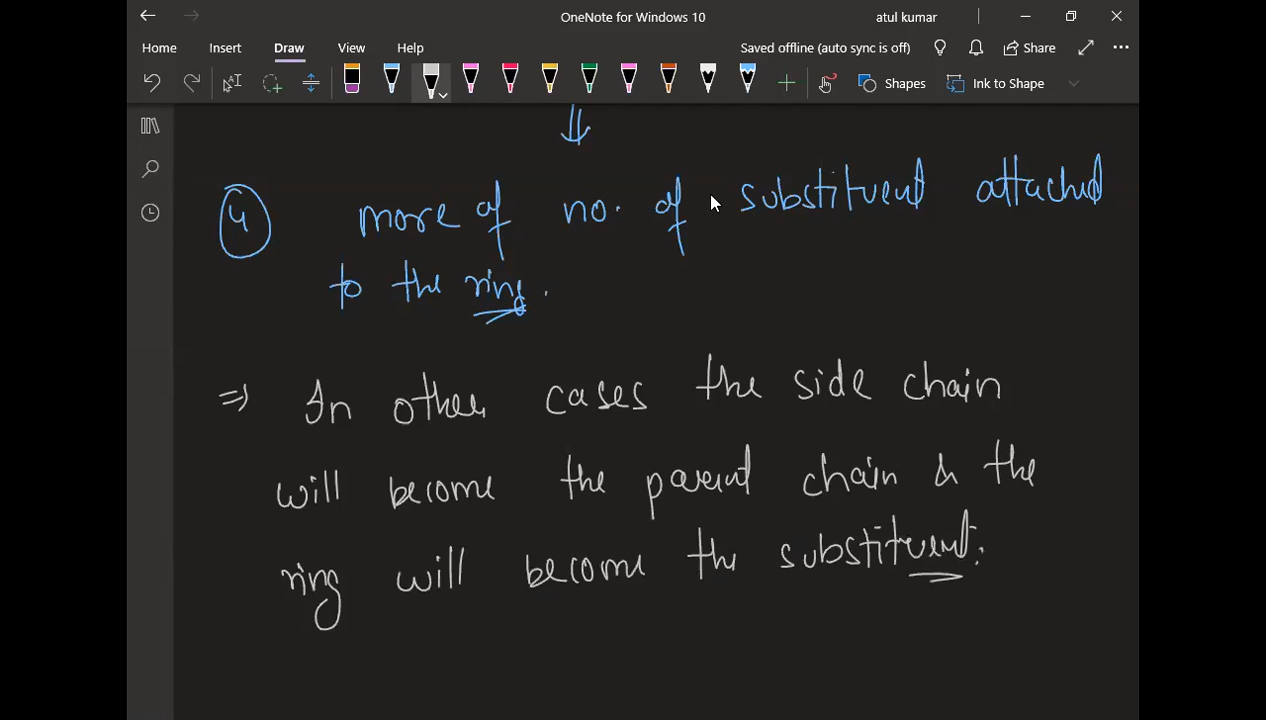 OneNote for Windows 10
atul kumar
Home Insert Draw View Help
Saved offline (auto sync is off)
Share
Shapes
Ink to Shape
4 more of no. of substituent attached
to the ring.
⇒ In other cases the side chain
will become the parent chain & the
ring will become the substituent.